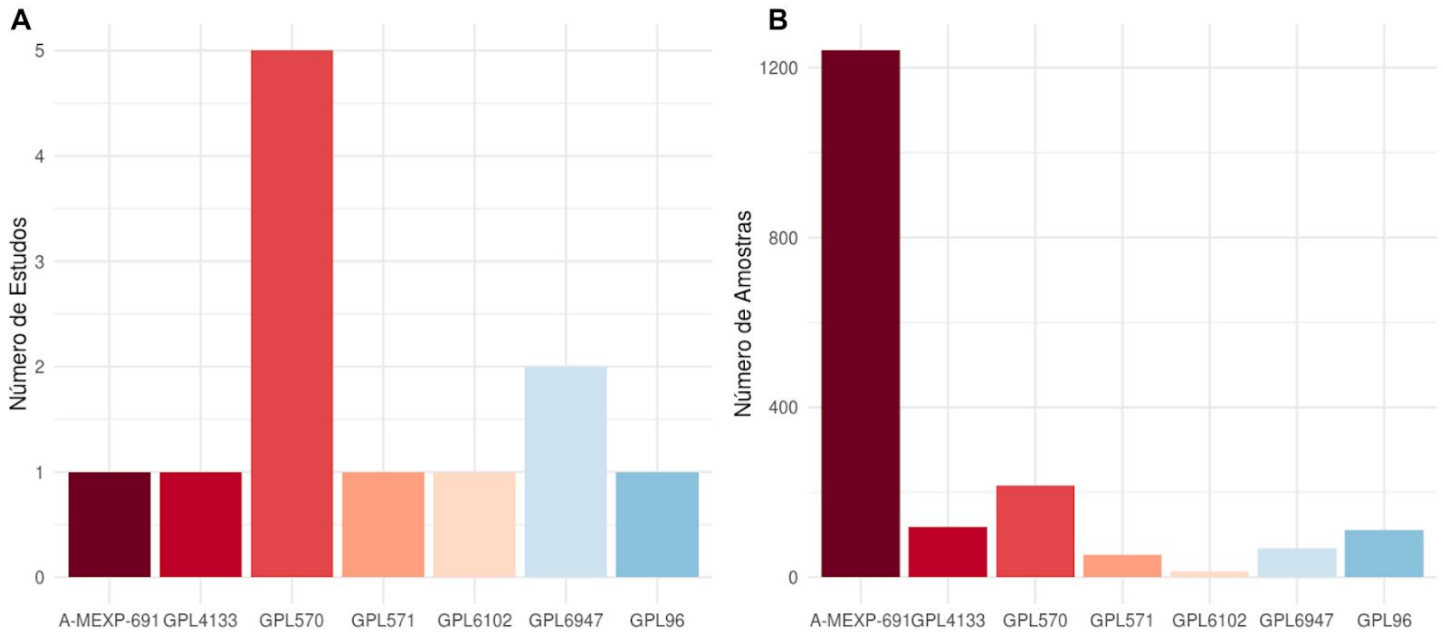 A
Número de Estudos
5
4
3
2
1
0
A-MEXP-691 GPL4133 GPL570 GPL571 GPL6102 GPL6947 GPL96
B
Número de Amostras
1200
800
400
0
A-MEXP-691 GPL4133 GPL570 GPL571 GPL6102 GPL6947 GPL96